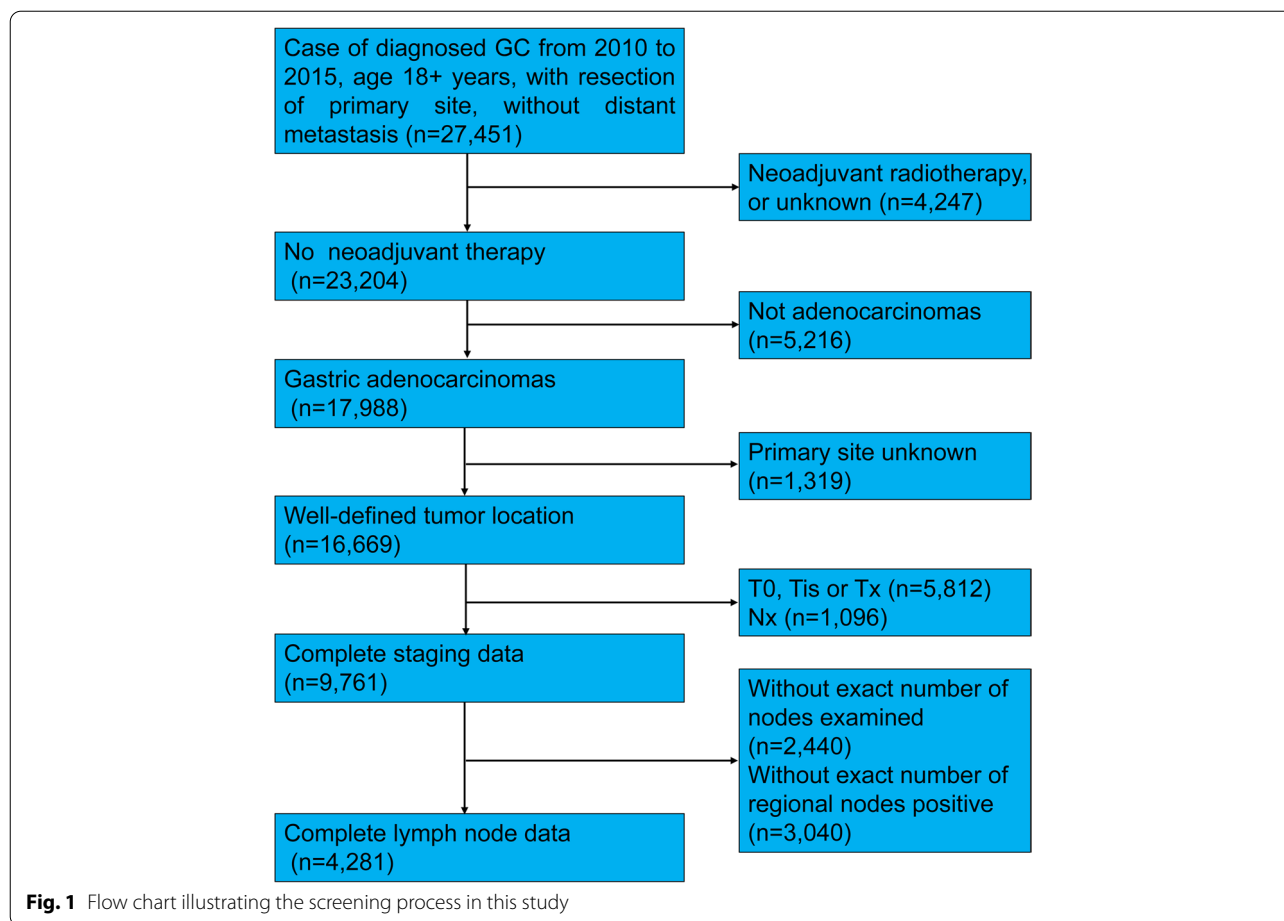 Case of diagnosed GC from 2010 to
2015, age 18+ years, with resection
of primary site, without distant
metastasis (n=27,451)
Neoadjuvant radiotherapy,
or unknown (n=4,247)
No neoadjuvant therapy
(n=23,204)
Not adenocarcinomas
(n=5,216)
Gastric adenocarcinomas
(n=17,988)
Primary site unknown
(n=1,319)
Well-defined tumor location
(n=16,669)
T0, Tis or Tx (n=5,812)
Nx (n=1,096)
Complete staging data
(n=9,761)
Without exact number of
nodes examined
(n=2,440)
Without exact number of
regional nodes positive
(n=3,040)
Complete lymph node data
(n=4,281)
Fig. 1 Flow chart illustrating the screening process in this study